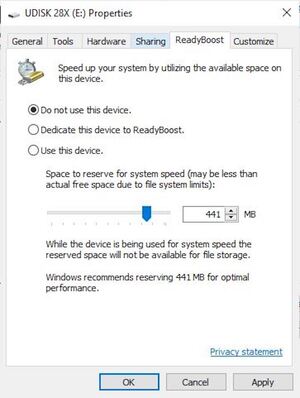 UDISK 28X (E:) Properties
General Tools Hardware Sharing ReadyBoost Customize
Speed up your system by utilizing the available space on
this device.
Do not use this device.
Dedicate this device to ReadyBoost.
Use this device.
Space to reserve for system speed (may be less than
actual free space due to file system limits):
441 MB
While the device is being used for system speed the
reserved space will not be available for file storage.
Windows recommends reserving 441 MB for optimal
performance.
Privacy statement
OK Cancel Apply